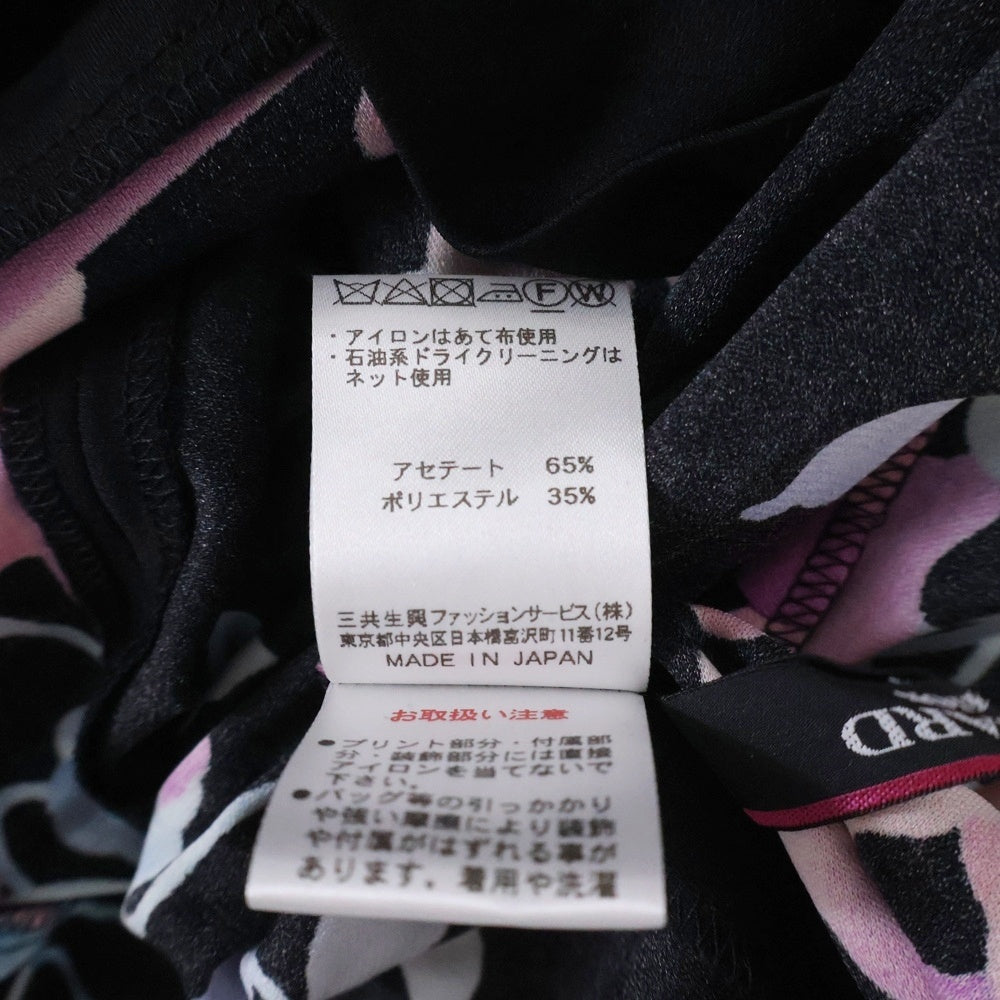 F W
・アイロンはあて布使用
・石油系ドライクリーニングは
ネット使用
アセテート 65%
ポリエステル 35%
三共生興ファッションサービス(株)
東京都中央区日本橋富沢町11番12号
MADE IN JAPAN
お取扱い注意
●プリント部分・付属部
分・装飾部分には直接
アイロンを当てないで
下さい。
●バッグ等の引っかかり
や強い摩擦により装飾
や付属がはずれる事が
あります。着用や洗濯
ARD